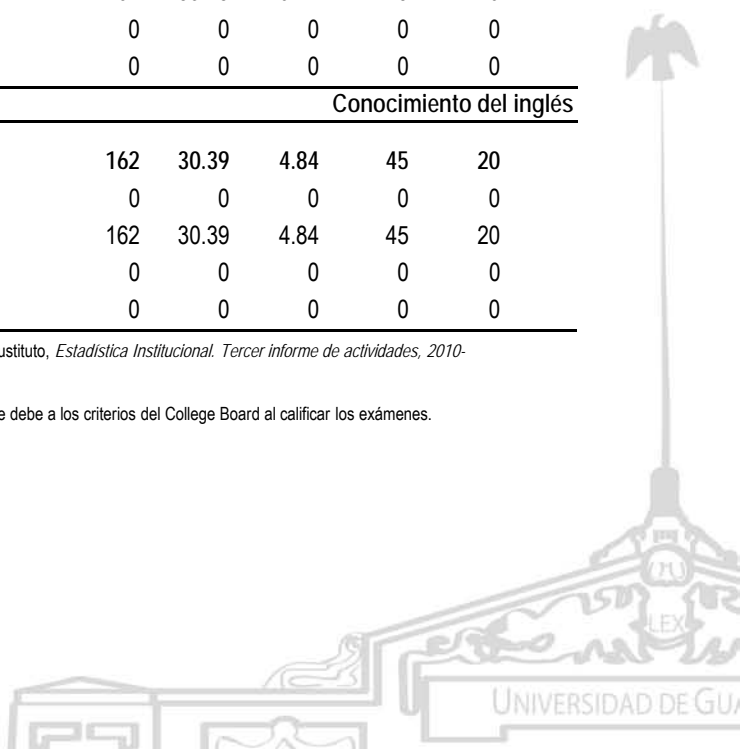 0 0 0 0 0
0 0 0 0 0
Conocimiento del inglés
162 30.39 4.84 45 20
0 0 0 0 0
162 30.39 4.84 45 20
0 0 0 0 0
0 0 0 0 0
ustituto, Estadística Institucional. Tercer informe de actividades, 2010-
e debe a los criterios del College Board al calificar los exámenes.
LEX
UNIVERSIDAD DE GUA